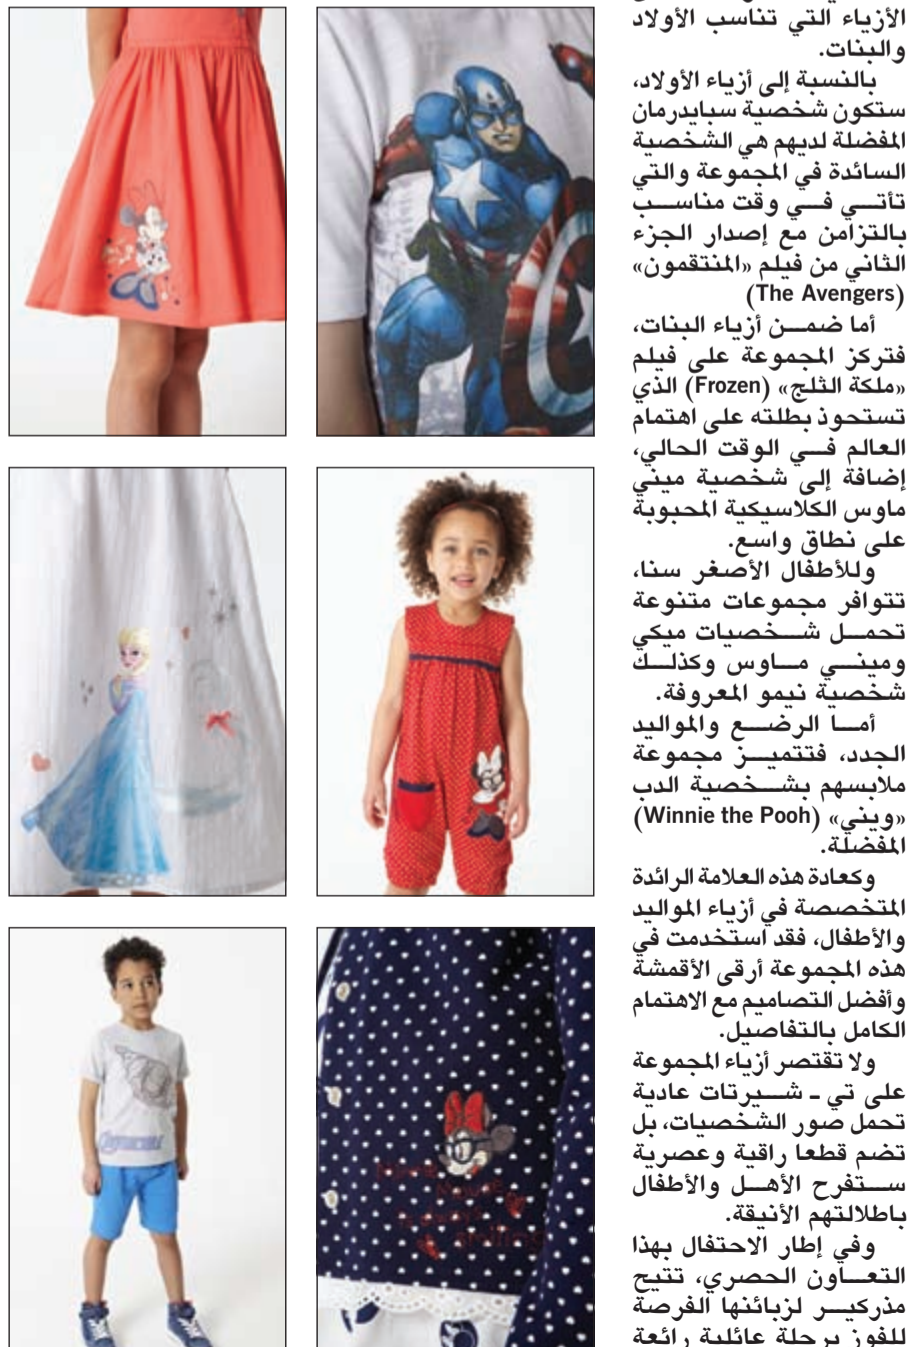 الأزياء التي تناسب الأولاد
والبنات.
بالنسبة إلى أزياء الأولاد،
ستكون شخصية سبايدرمان
المفضلة لديهم هي الشخصية
السائدة في المجموعة والتي
تأتي في وقت مناسب
بالتزامن مع إصدار الجزء
الثاني من فيلم «المنتقمون»
(The Avengers)
أما ضمن أزياء البنات،
فتركز المجموعة على فيلم
«ملكة الثلج» (Frozen) الذي
تستحوذ بطلته على اهتمام
العالم في الوقت الحالي،
إضافة إلى شخصية ميني
ماوس الكلاسيكية المحبوبة
على نطاق واسع.
وللأطفال الأصغر سنا،
تتوافر مجموعات متنوعة
تحمل شخصيات ميكي
وميني ماوس وكذلك
شخصية نيمو المعروفة.
أما الرضع والمواليد
الجدد، فتتميز مجموعة
ملابسهم بشخصية الدب
«ويني» (Winnie the Pooh)
المفضلة.
وكعادة هذه العلامة الرائدة
المتخصصة في أزياء المواليد
والأطفال، فقد استخدمت في
هذه المجموعة أرقى الأقمشة
وأفضل التصاميم مع الاهتمام
الكامل بالتفاصيل.
ولا تقتصر أزياء المجموعة
على تي ـ شيرتات عادية
تحمل صور الشخصيات، بل
تضم قطعا راقية وعصرية
ستفرح الأهل والأطفال
باطلالتهم الأنيقة.
وفي إطار الاحتفال بهذا
التعاون الحصري، تتيح
مذركير لزبائنها الفرصة
للفوز برحلة عائلية رائعة
Minnie
Mouse
is always
smiling